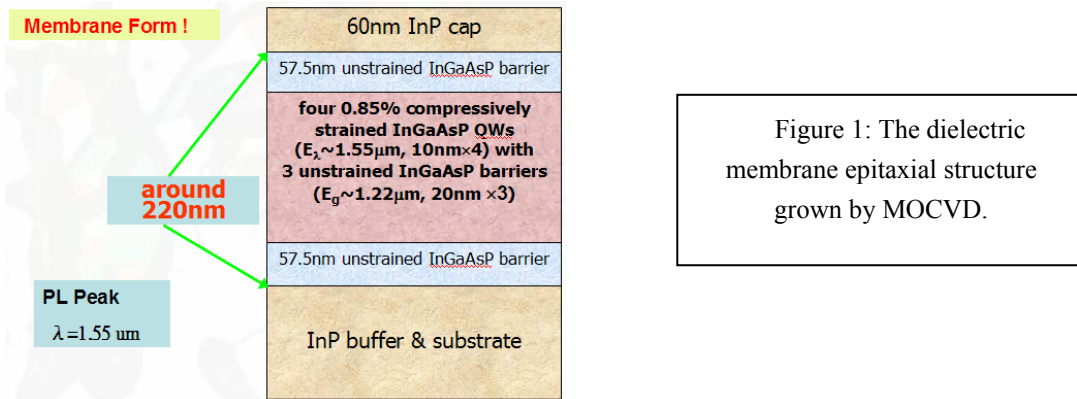 Membrane Form !
60nm InP cap
57.5nm unstrained InGaAsP barrier
four 0.85% compressively
strained InGaAsP QWs
(Eλ~1.55μm, 10nm×4) with
3 unstrained InGaAsP barriers
(Eg~1.22μm, 20nm ×3)
around
220nm
57.5nm unstrained InGaAsP barrier
PL Peak
λ=1.55 um
InP buffer & substrate
Figure 1: The dielectric
membrane epitaxial structure
grown by MOCVD.